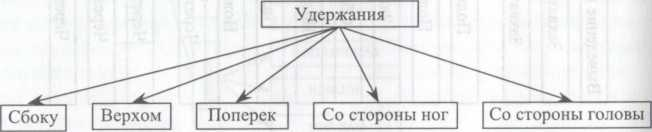 Удержания
Сбоку
Верхом
Поперек
Со стороны ног
Со стороны головы